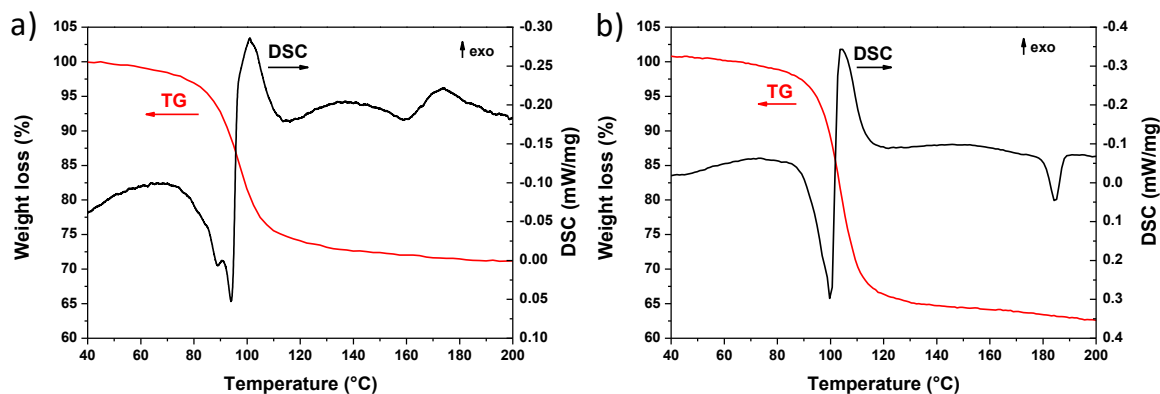 a)
105
100
95
90
85
80
75
70
65
60
Weight loss (%)
40 60 80 100 120 140 160 180 200
Temperature (°C)
-0.30
-0.25
-0.20
-0.15
-0.10
-0.05
0.00
0.05
0.10
DSC (mW/mg)
TG
DSC
exo
b)
105
100
95
90
85
80
75
70
65
60
Weight loss (%)
40 60 80 100 120 140 160 180 200
Temperature (°C)
-0.4
-0.3
-0.2
-0.1
0.0
0.1
0.2
0.3
0.4
DSC (mW/mg)
TG
DSC
exo